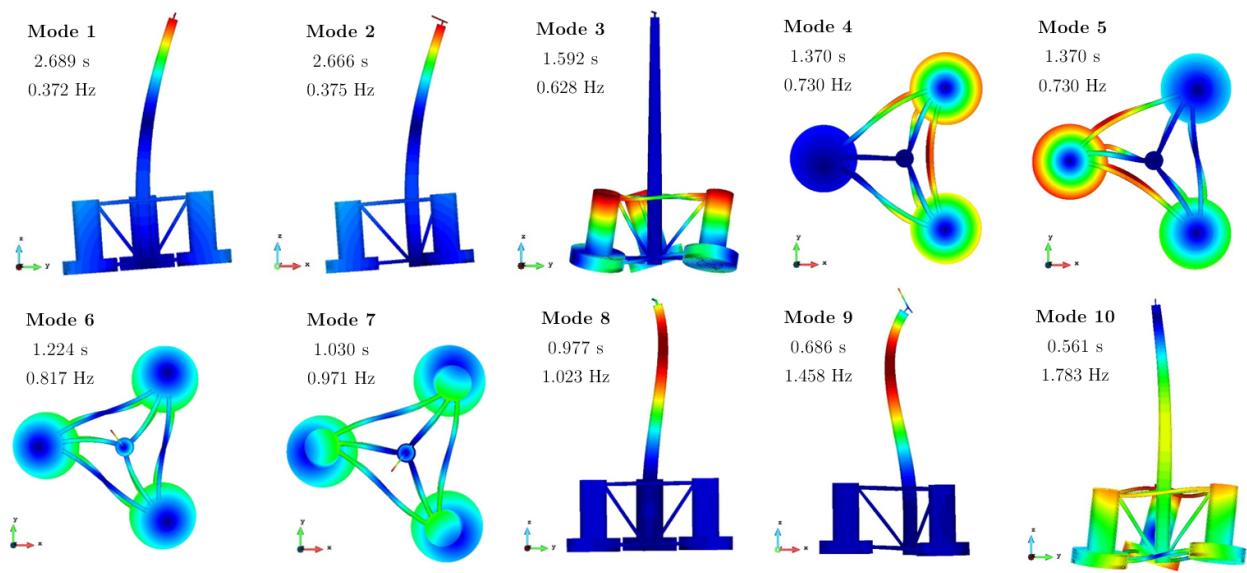 Mode 1
2.689 s
0.372 Hz
z
y
Mode 2
2.666 s
0.375 Hz
z
x
Mode 3
1.592 s
0.628 Hz
z
y
Mode 4
1.370 s
0.730 Hz
y
x
Mode 5
1.370 s
0.730 Hz
y
x
Mode 6
1.224 s
0.817 Hz
y
x
Mode 7
1.030 s
0.971 Hz
y
x
Mode 8
0.977 s
1.023 Hz
z
y
Mode 9
0.686 s
1.458 Hz
z
x
Mode 10
0.561 s
1.783 Hz
z
y